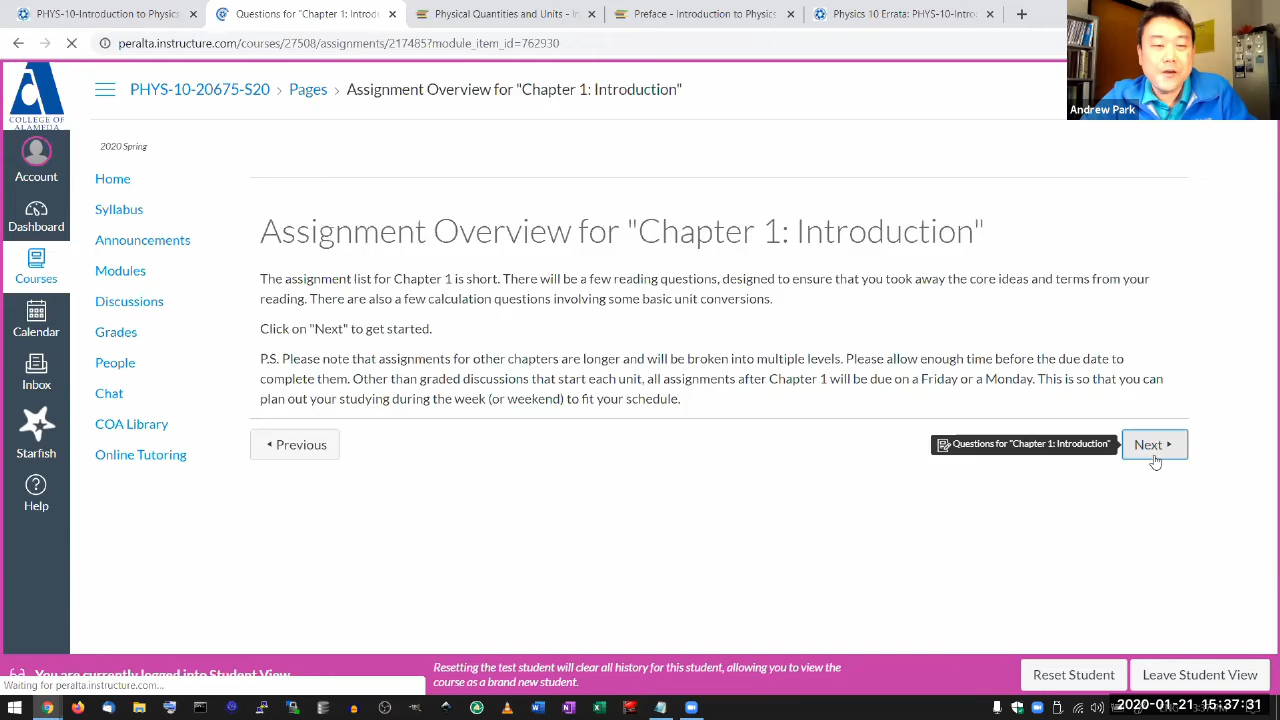 PHYS-10-Introduction to Physics
Questions for "Chapter 1: Introd
Physical Quantities and Units - In
Preface - Introduction to Physics
Physics 10 Errata: PHYS-10-Intro
peralta.instructure.com/courses/27508/assignments/217485?module_item_id=762930
Andrew Park
COLLEGE OF
ALAMEDA
PHYS-10-20675-S20 › Pages › Assignment Overview for "Chapter 1: Introduction"
Account
Dashboard
Courses
Calendar
Inbox
Starfish
Help
2020 Spring
Home
Syllabus
Announcements
Modules
Discussions
Grades
People
Chat
COA Library
Online Tutoring
Assignment Overview for "Chapter 1: Introduction"
The assignment list for Chapter 1 is short. There will be a few reading questions, designed to ensure that you took away the core ideas and terms from your
reading. There are also a few calculation questions involving some basic unit conversions.
Click on "Next" to get started.
P.S. Please note that assignments for other chapters are longer and will be broken into multiple levels. Please allow enough time before the due date to
complete them. Other than graded discussions that start each unit, all assignments after Chapter 1 will be due on a Friday or a Monday. This is so that you can
plan out your studying during the week (or weekend) to fit your schedule.
Previous
Questions for "Chapter 1: Introduction"
Next
You are currently logged into Student View
Resetting the test student will clear all history for this student, allowing you to view the
course as a brand new student.
Reset Student
Leave Student View
Waiting for peralta.instructure.com...
2020-01-21 15:37:31